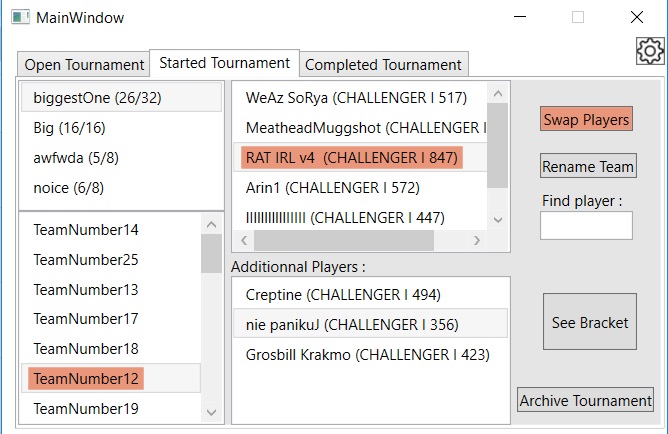 MainWindow
Open Tournament
Started Tournament
Completed Tournament
biggestOne (26/32)
Big (16/16)
awfwda (5/8)
noice (6/8)
TeamNumber14
TeamNumber25
TeamNumber13
TeamNumber17
TeamNumber18
TeamNumber12
TeamNumber19
WeAz SoRya (CHALLENGER I 517)
MeatheadMuggshot (CHALLENGER I
RAT IRL v4  (CHALLENGER I 847)
Arin1 (CHALLENGER I 572)
(CHALLENGER I 447)
Additionnal Players :
Creptine (CHALLENGER I 494)
nie panikuJ (CHALLENGER I 356)
Grosbill Krakmo (CHALLENGER I 423)
Swap Players
Rename Team
Find player :
See Bracket
Archive Tournament